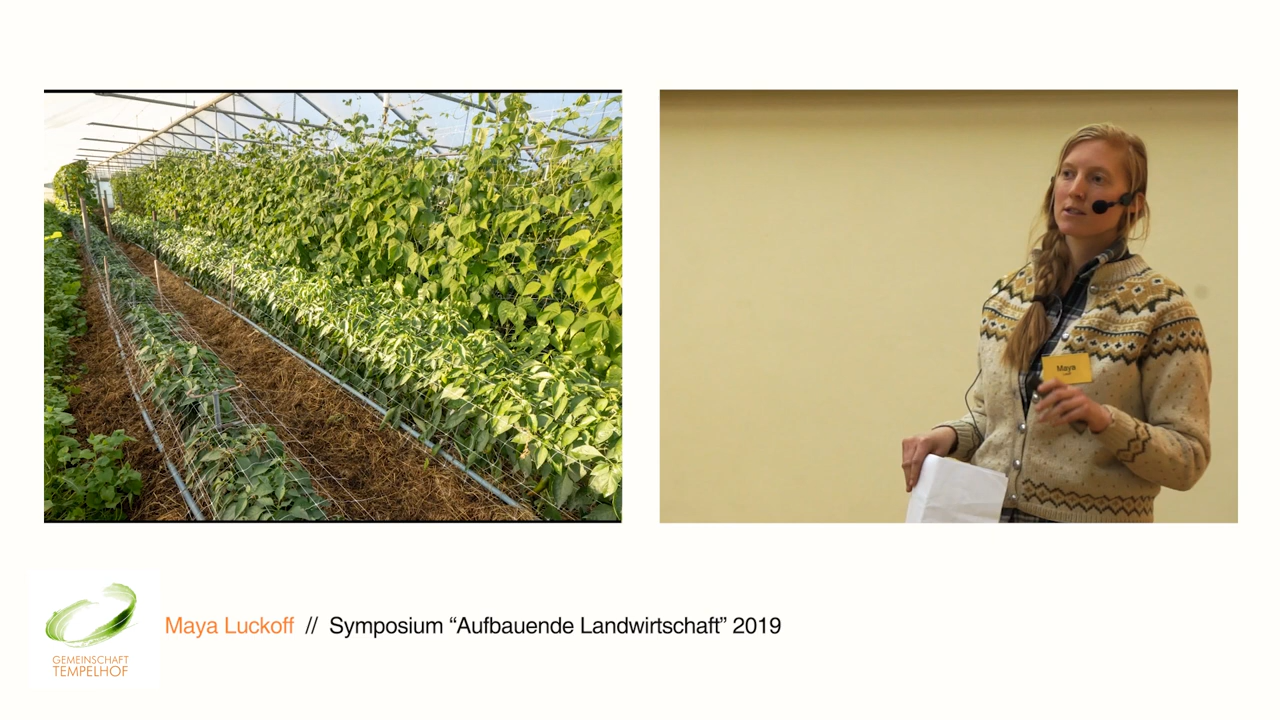 Maya
GEMEINSCHAFT
TEMPELHOF
Maya Luckoff // Symposium “Aufbauende Landwirtschaft” 2019